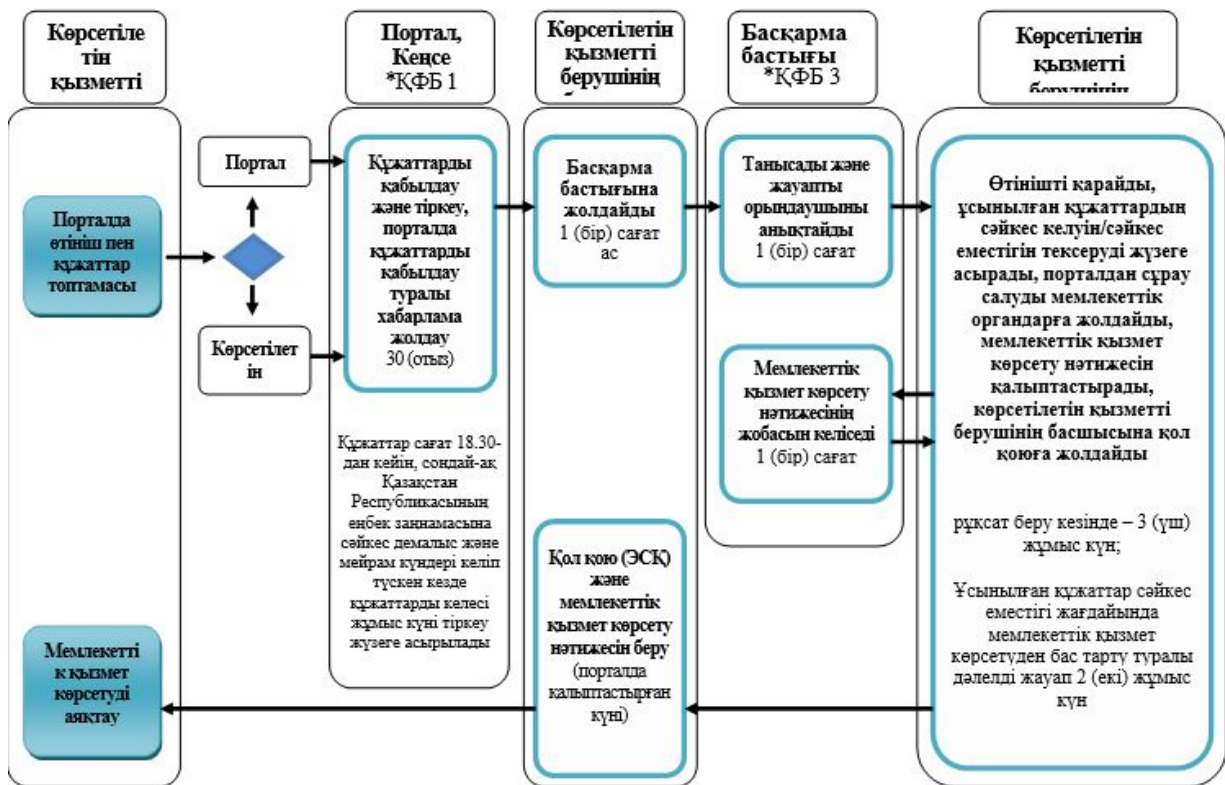 Көрсетіле
тін
қызметті
Портал,
Кеңсе
*ҚФБ 1
Көрсетілетін
қызметті
берушінің
Басқарма
бастығы
*ҚФБ 3
Көрсетілетін
қызметті
берушінің
Порталда
өтініш пен
құжаттар
топтамасы
Портал
Көрсетілет
ін
Құжаттарды
қабылдау
және тіркеу,
порталда
құжаттарды
қабылдау
туралы
хабарлама
жолдау
30 (отыз)
Құжаттар сағат 18.30-
дан кейін, сондай-ақ
Қазақстан
Республикасының
еңбек заңнамасына
сәйкес демалыс және
мейрам күндері келіп
түскен кезде
құжаттарды келесі
жұмыс күні тіркеу
жүзеге асырылады
Басқарма
бастығына
жолдайды
1 (бір) сағат
ас
Танысады және
жауапты
орындаушыны
анықтайды
1 (бір) сағат
Мемлекеттік
қызмет көрсету
нәтижесінің
жобасын келіседі
1 (бір) сағат
Өтінішті қарайды,
ұсынылған құжаттардың
сәйкес келуін/сәйкес
еместігін тексеруді жүзеге
асырады, порталдан сұрау
салуды мемлекеттік
органдарға жолдайды,
мемлекеттік қызмет
көрсету нәтижесін
қалыптастырады,
көрсетілетін қызметті
берушінің басшысына қол
қоюға жолдайды
рұқсат беру кезінде – 3 (үш)
жұмыс күн;
Ұсынылған құжаттар сәйкес
еместігі жағдайында
мемлекеттік қызмет
көрсетуден бас тарту туралы
дәлелді жауап 2 (екі) жұмыс
күн
Қол қою (ЭСҚ)
және
мемлекеттік
қызмет көрсету
нәтижесін беру
(порталда
қалыптастырған
күні)
Мемлекетті
к қызмет
көрсетуді
аяқтау